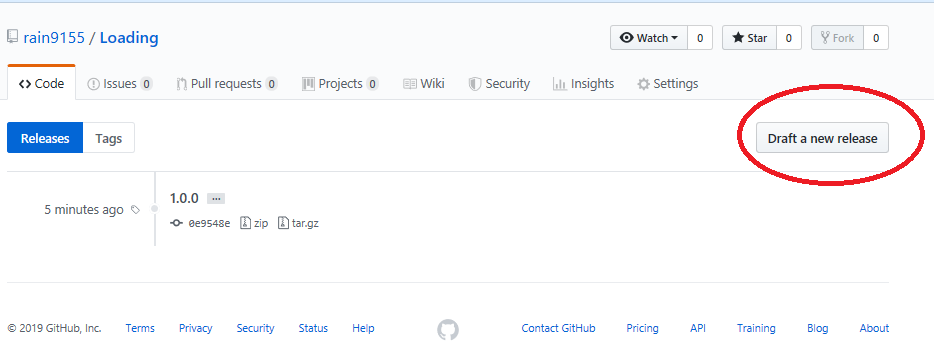 rain9155 / Loading
Watch 0 Star 0 Fork 0
Code Issues 0 Pull requests 0 Projects 0 Wiki Security Insights Settings
Releases Tags Draft a new release
1.0.0 ...
5 minutes ago
0e9548e zip tar.gz
© 2019 GitHub, Inc. Terms Privacy Security Status Help Contact GitHub Pricing API Training Blog About